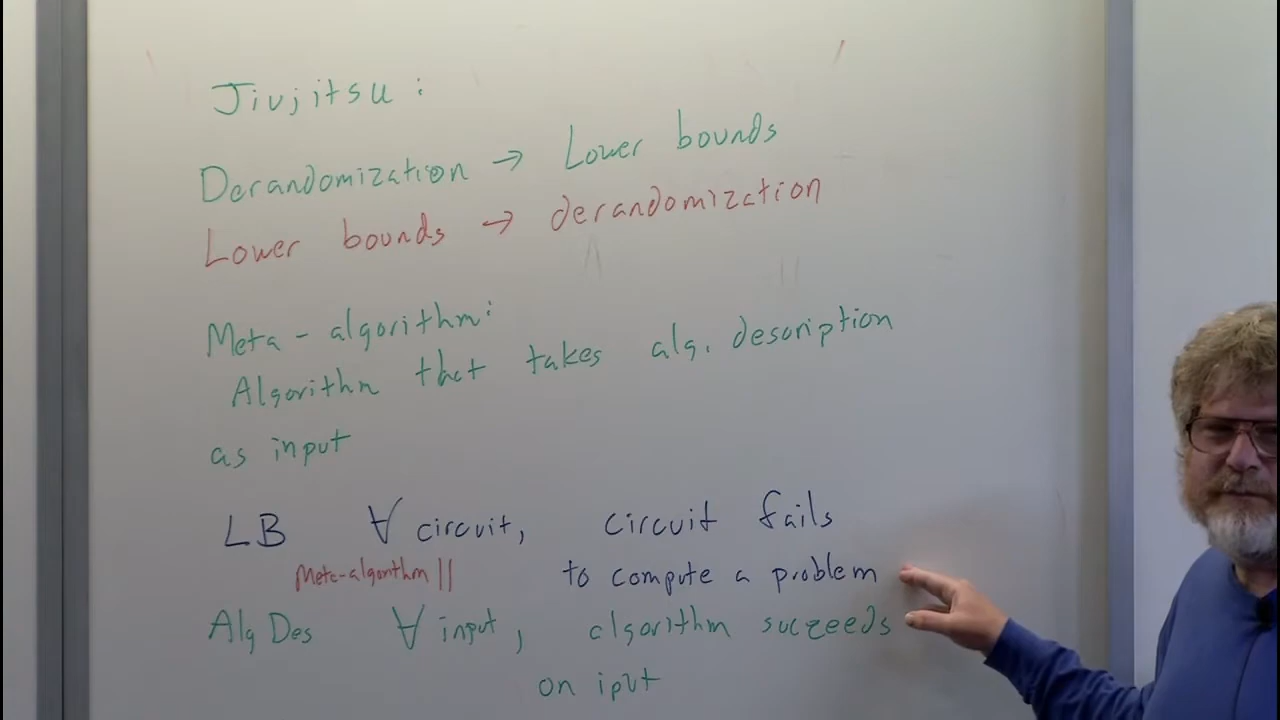 Jiujitsu :
Derandomization → Lower bounds
Lower bounds → derandomization
Meta - algorithm:
Algorithm that takes alg. description
as input
LB ∀ circuit, circuit fails
to compute a problem
Meta-algorithm ||
Alg Des ∀ input, algorithm succeeds
on iput